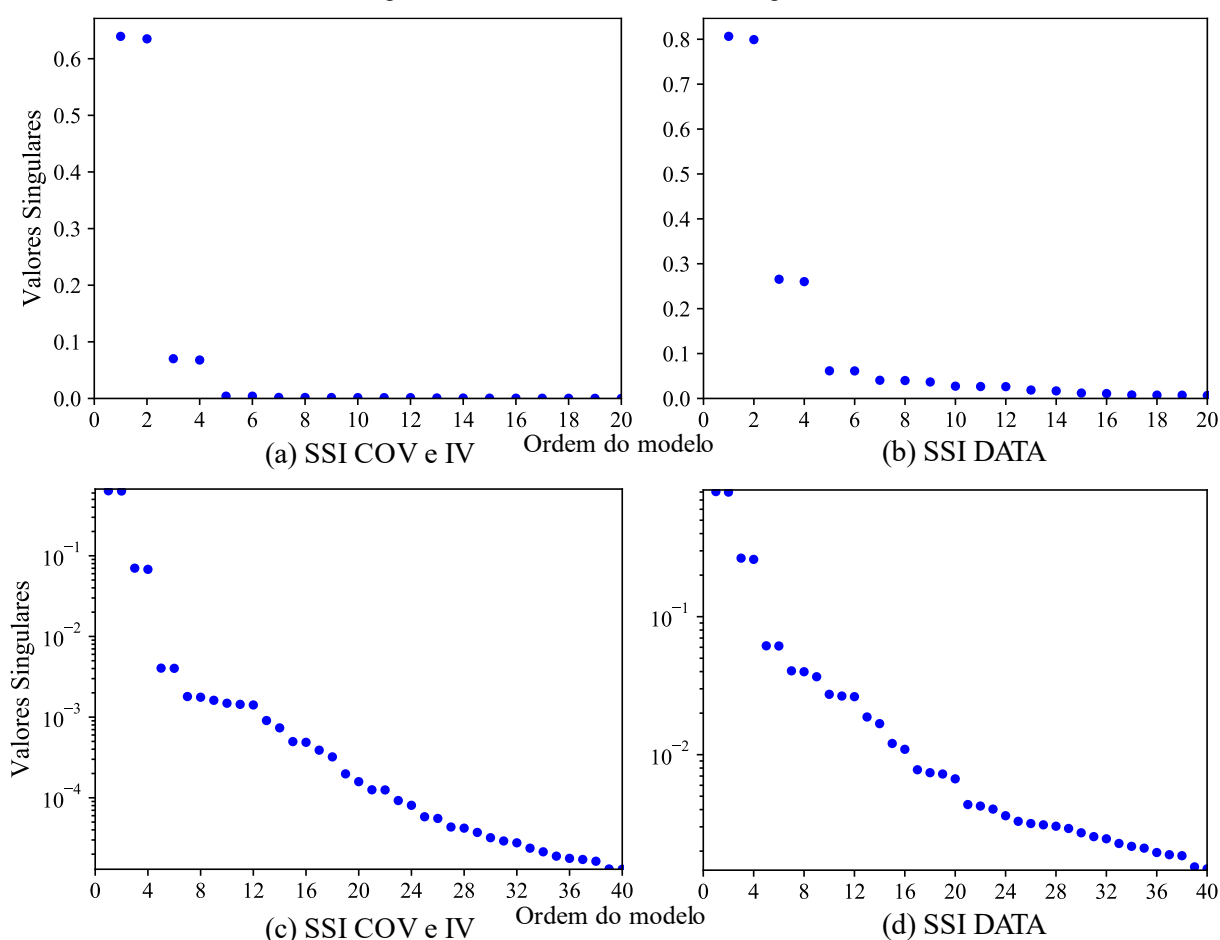 0.6
0.5
0.4
0.3
0.2
0.1
0.0
Valores Singulares
0 2 4 6 8 10 12 14 16 18 20
(a) SSI COV e IV
0.8
0.7
0.6
0.5
0.4
0.3
0.2
0.1
0.0
0 2 4 6 8 10 12 14 16 18 20
Ordem do modelo
(b) SSI DATA
10⁻¹
10⁻²
10⁻³
10⁻⁴
Valores Singulares
0 4 8 12 16 20 24 28 32 36 40
(c) SSI COV e IV
10⁻¹
10⁻²
0 4 8 12 16 20 24 28 32 36 40
Ordem do modelo
(d) SSI DATA